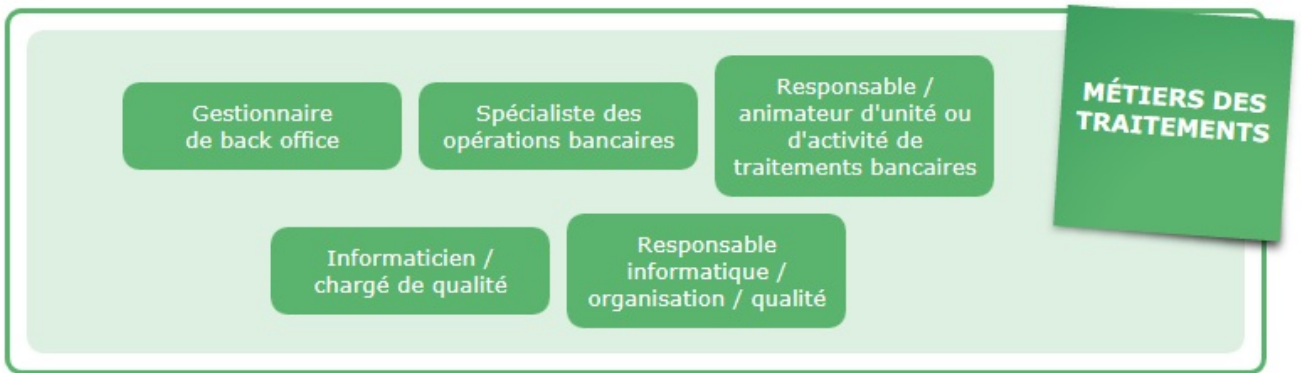 Gestionnaire
de back office
Spécialiste des
opérations bancaires
Responsable /
animateur d'unité ou
d'activité de
traitements bancaires
MÉTIERS DES
TRAITEMENTS
Informaticien /
chargé de qualité
Responsable
informatique /
organisation / qualité